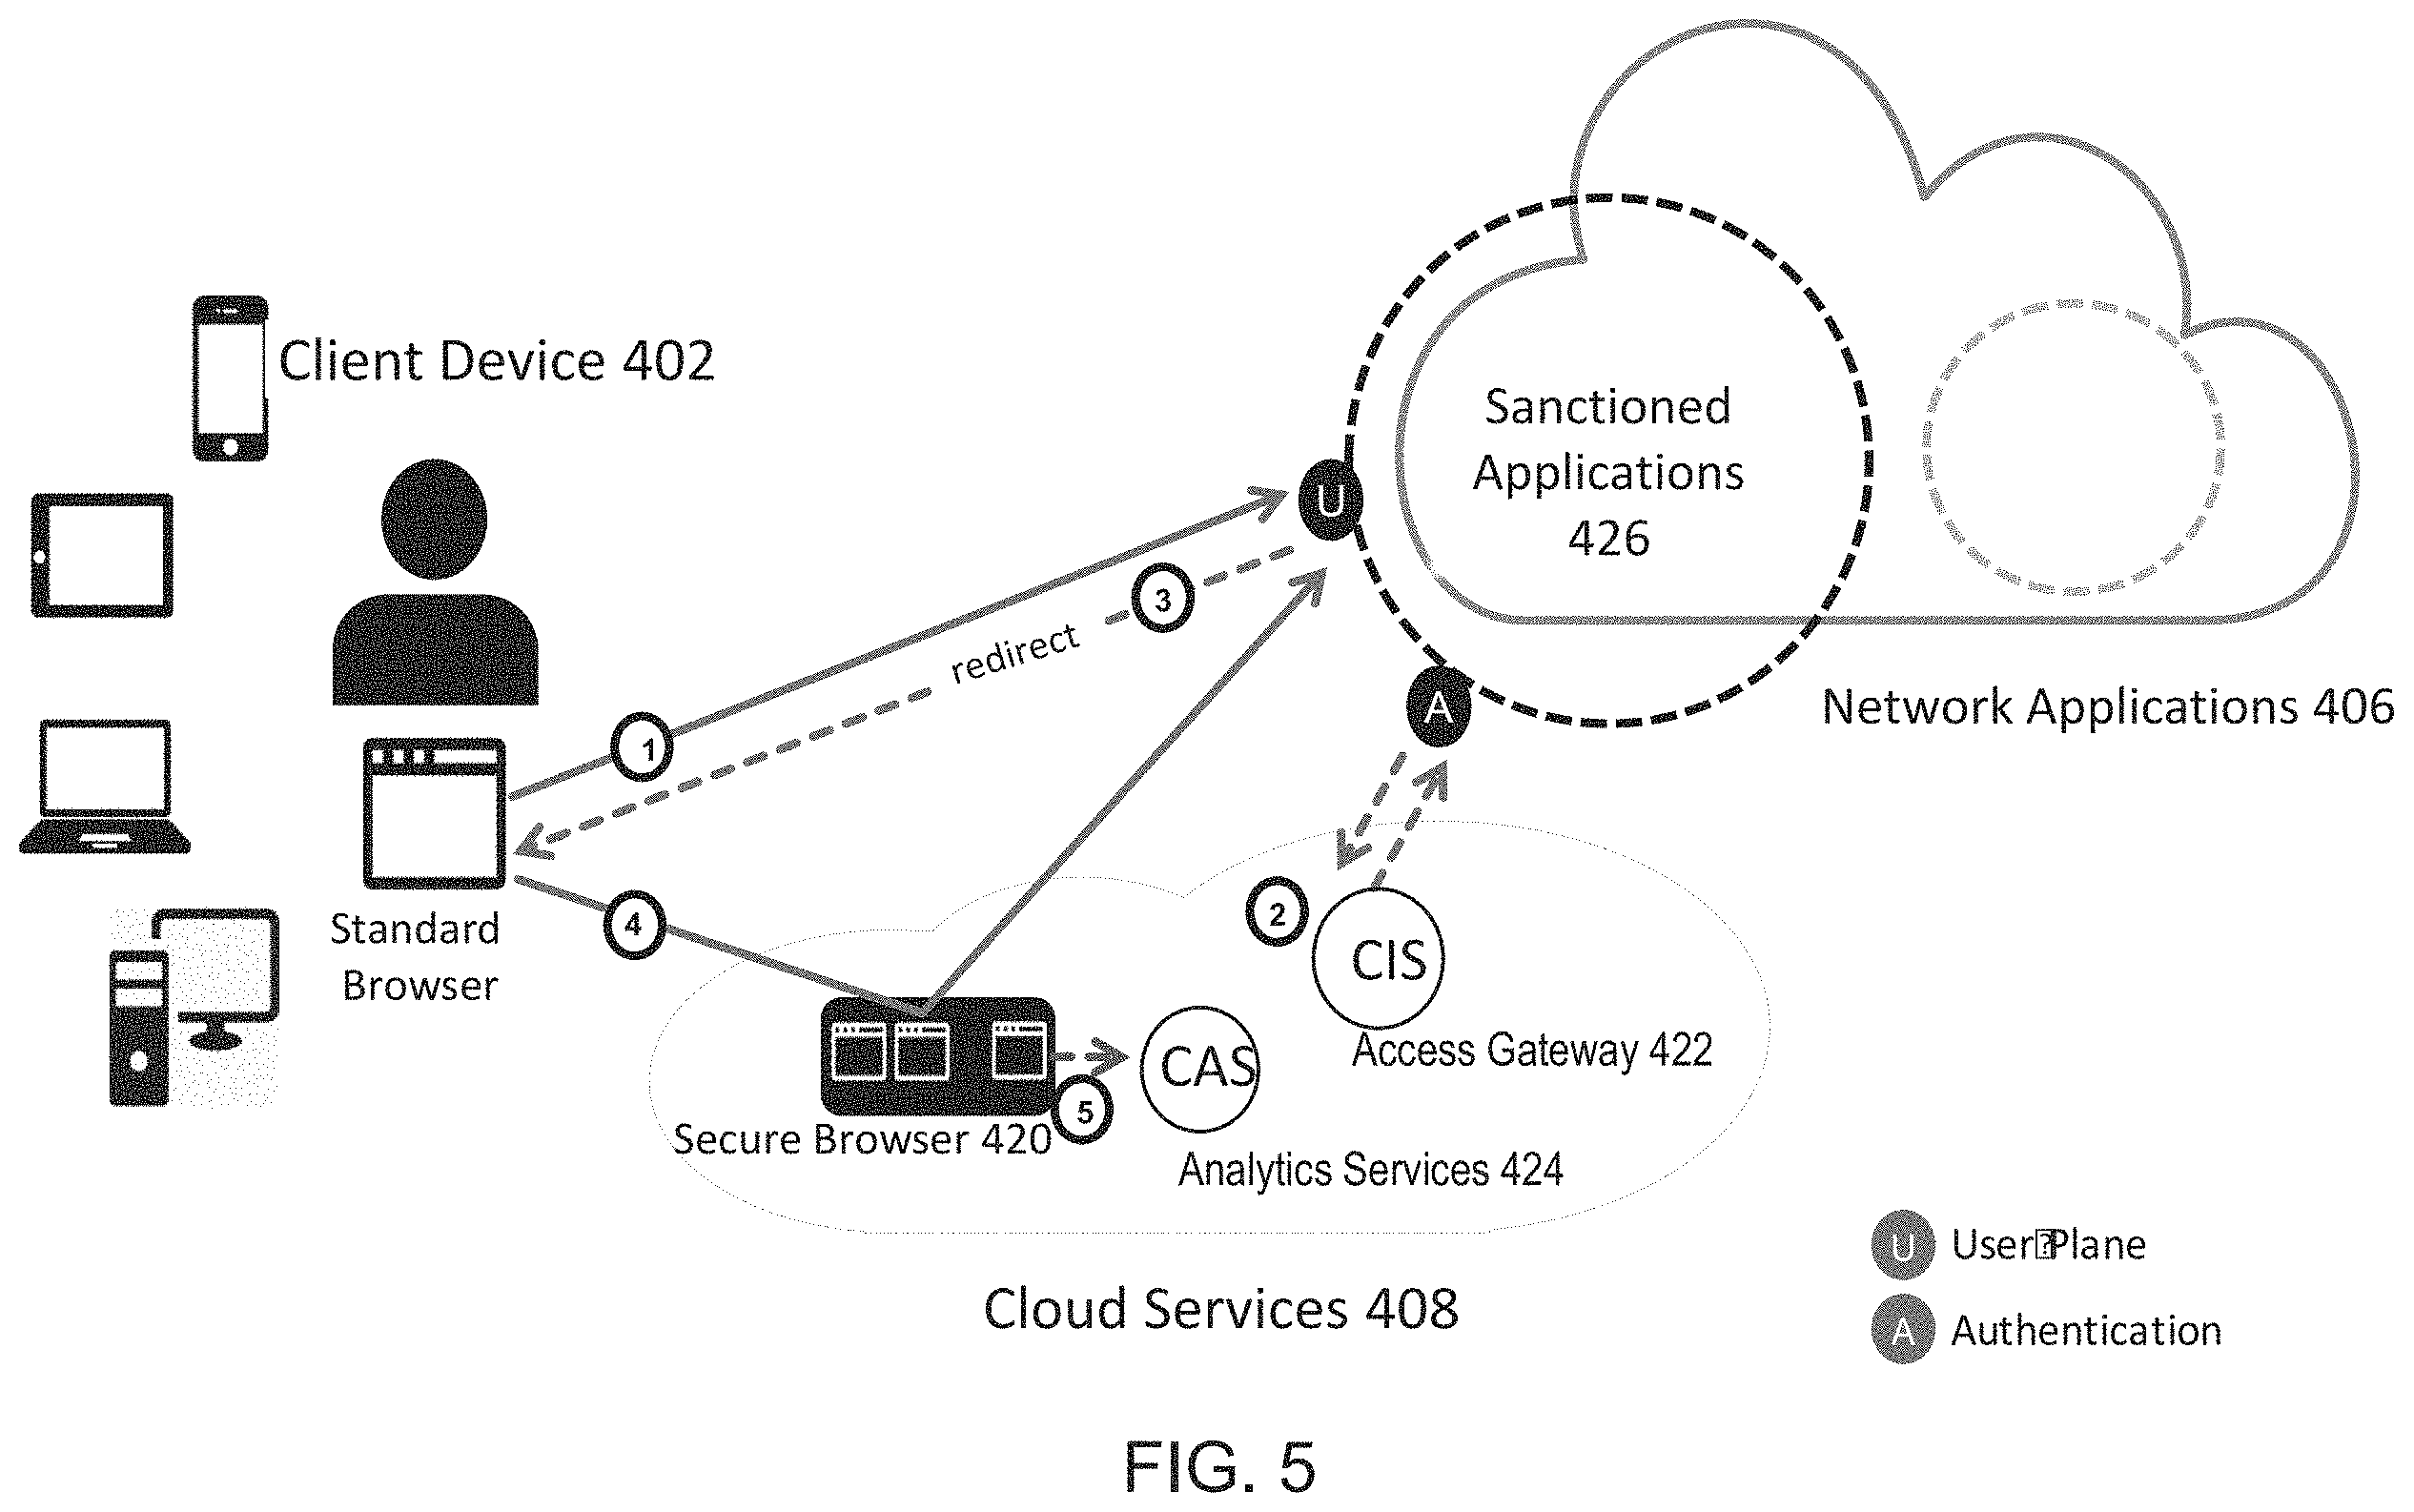 Client Device 402
Sanctioned
Applications
426
U
3
redirect
A
Network Applications 406
1
Standard
Browser
4
2
CIS
Access Gateway 422
CAS
5
Secure Browser 420
Analytics Services 424
Cloud Services 408
U User⍰Plane
A Authentication
FIG. 5